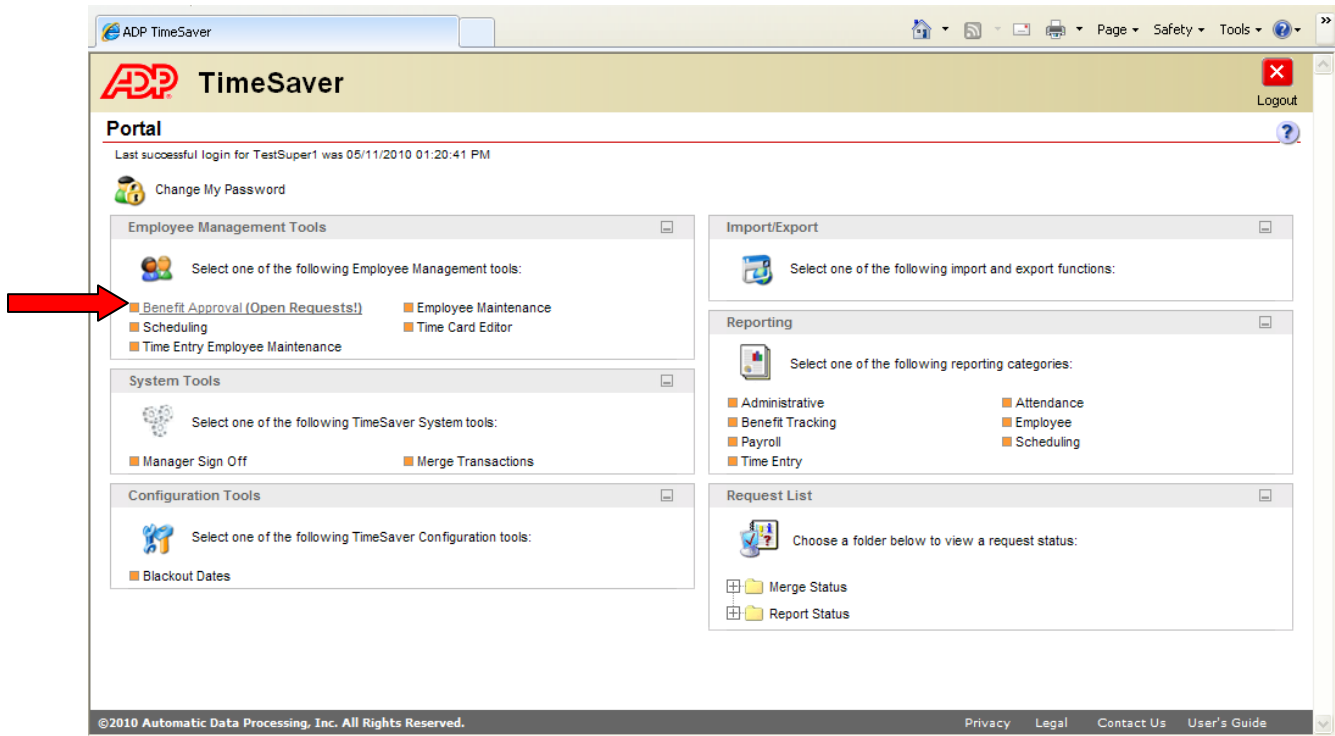 ADP TimeSaver
Page Safety Tools
ADP TimeSaver
Logout
Portal
Last successful login for TestSuper1 was 05/11/2010 01:20:41 PM
Change My Password
Employee Management Tools
Select one of the following Employee Management tools:
Benefit Approval (Open Requests!) Employee Maintenance
Scheduling Time Card Editor
Time Entry Employee Maintenance
System Tools
Select one of the following TimeSaver System tools:
Manager Sign Off Merge Transactions
Configuration Tools
Select one of the following TimeSaver Configuration tools:
Blackout Dates
Import/Export
Select one of the following import and export functions:
Reporting
Select one of the following reporting categories:
Administrative Attendance
Benefit Tracking Employee
Payroll Scheduling
Time Entry
Request List
Choose a folder below to view a request status:
Merge Status
Report Status
©2010 Automatic Data Processing, Inc. All Rights Reserved. Privacy Legal Contact Us User's Guide